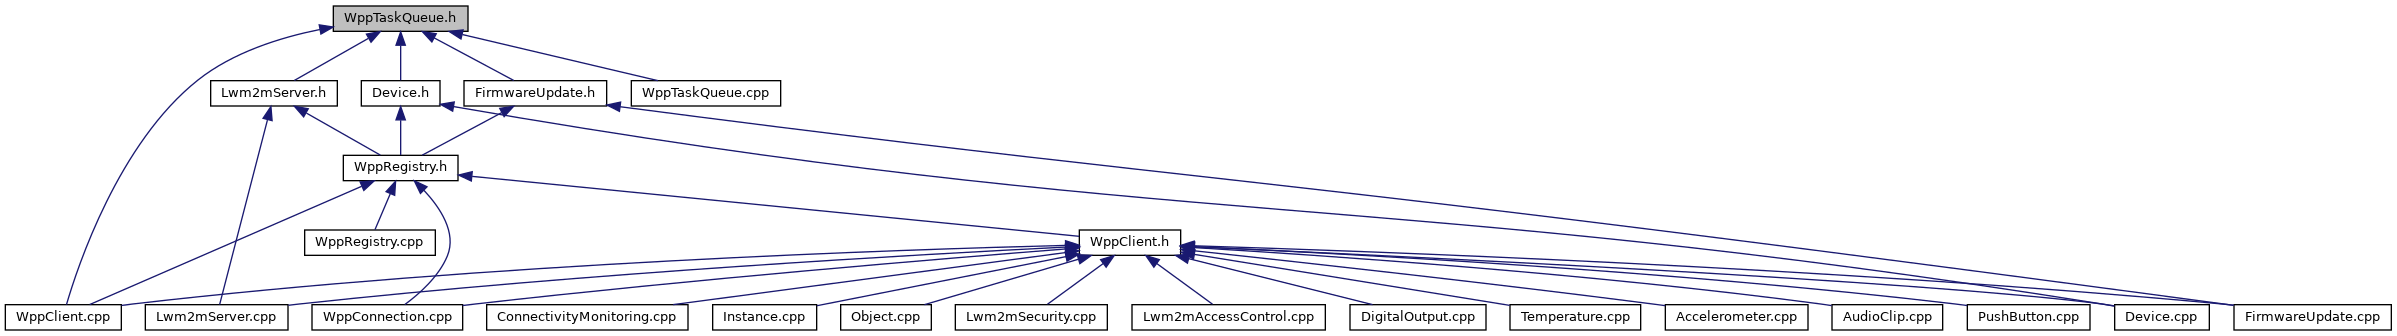 WppTaskQueue.h
Lwm2mServer.h
Device.h
FirmwareUpdate.h
WppTaskQueue.cpp
WppRegistry.h
WppRegistry.cpp
WppClient.h
WppClient.cpp
Lwm2mServer.cpp
WppConnection.cpp
ConnectivityMonitoring.cpp
Instance.cpp
Object.cpp
Lwm2mSecurity.cpp
Lwm2mAccessControl.cpp
DigitalOutput.cpp
Temperature.cpp
Accelerometer.cpp
AudioClip.cpp
PushButton.cpp
Device.cpp
FirmwareUpdate.cpp